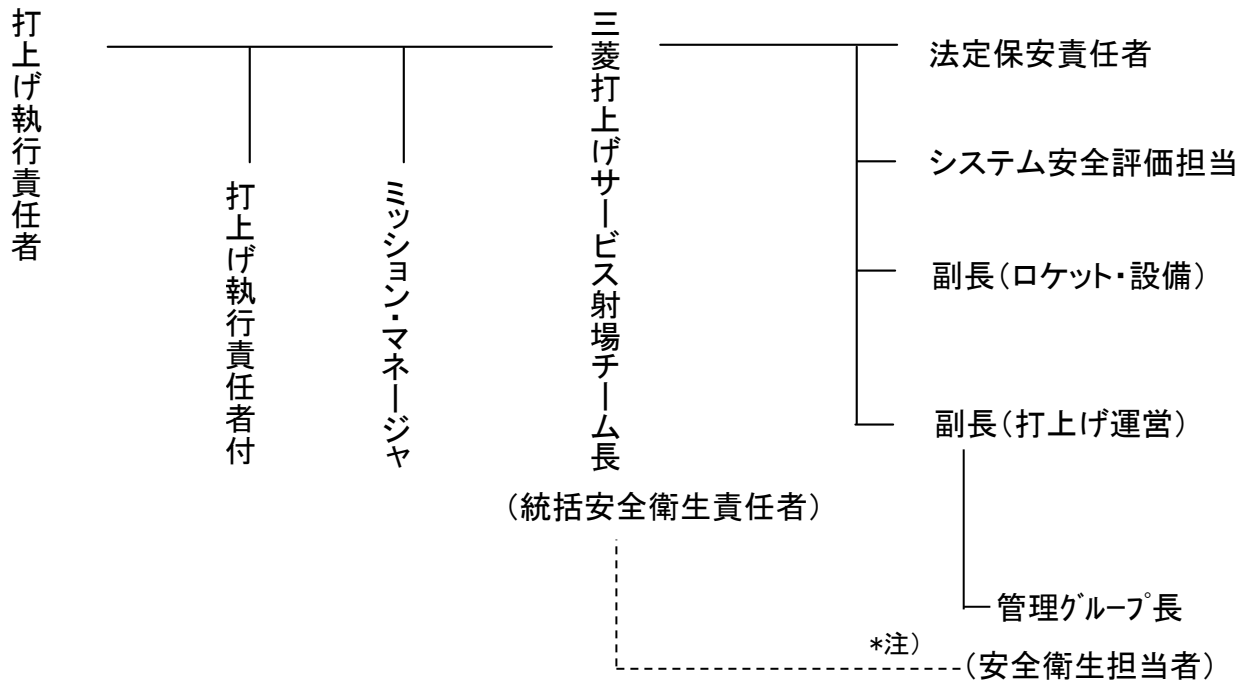 打上げ執行責任者
打上げ執行責任者付
ミッション・マネージャ
三菱打上げサービス射場チーム長
(統括安全衛生責任者)
法定保安責任者
システム安全評価担当
副長(ロケット・設備)
副長(打上げ運営)
管理グループ長
*注)
(安全衛生担当者)